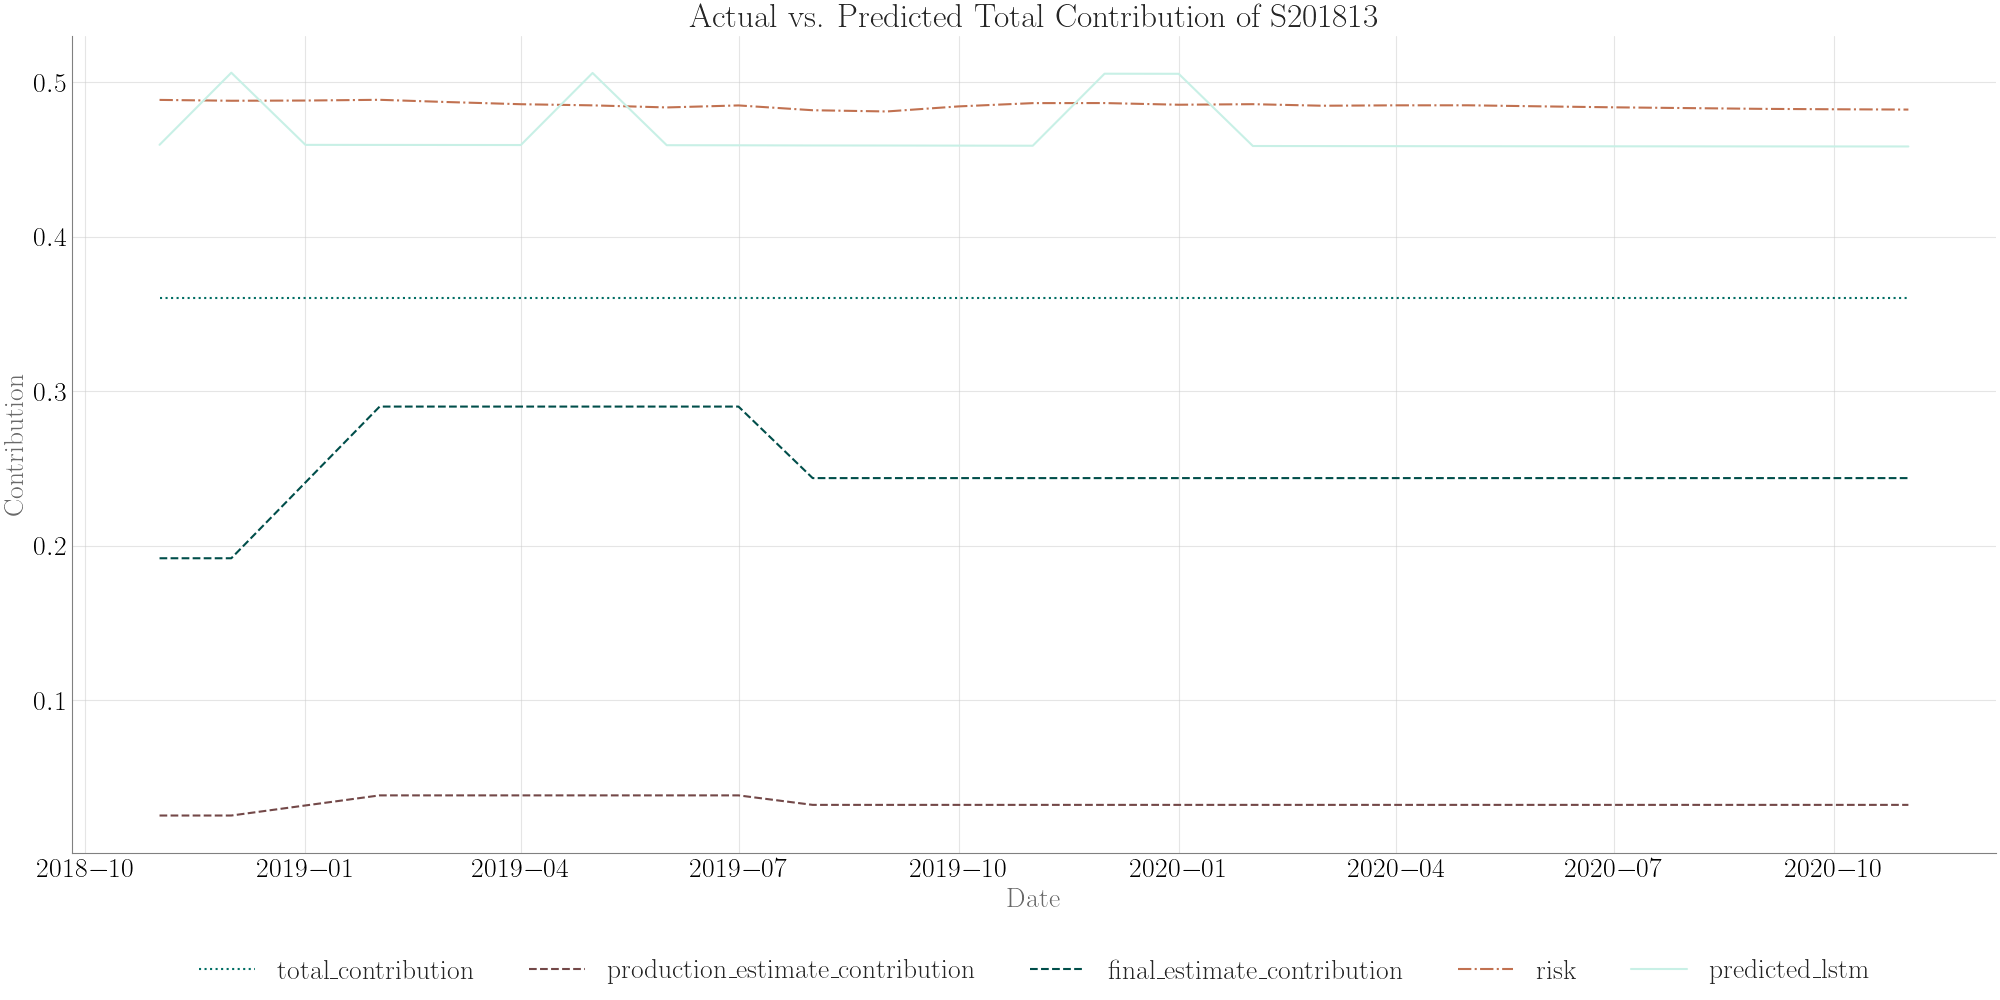 Actual vs. Predicted Total Contribution of S201813
Contribution
0.5
0.4
0.3
0.2
0.1
2018−10 2019−01 2019−04 2019−07 2019−10 2020−01 2020−04 2020−07 2020−10
Date
total_contribution production_estimate_contribution final_estimate_contribution risk predicted_lstm